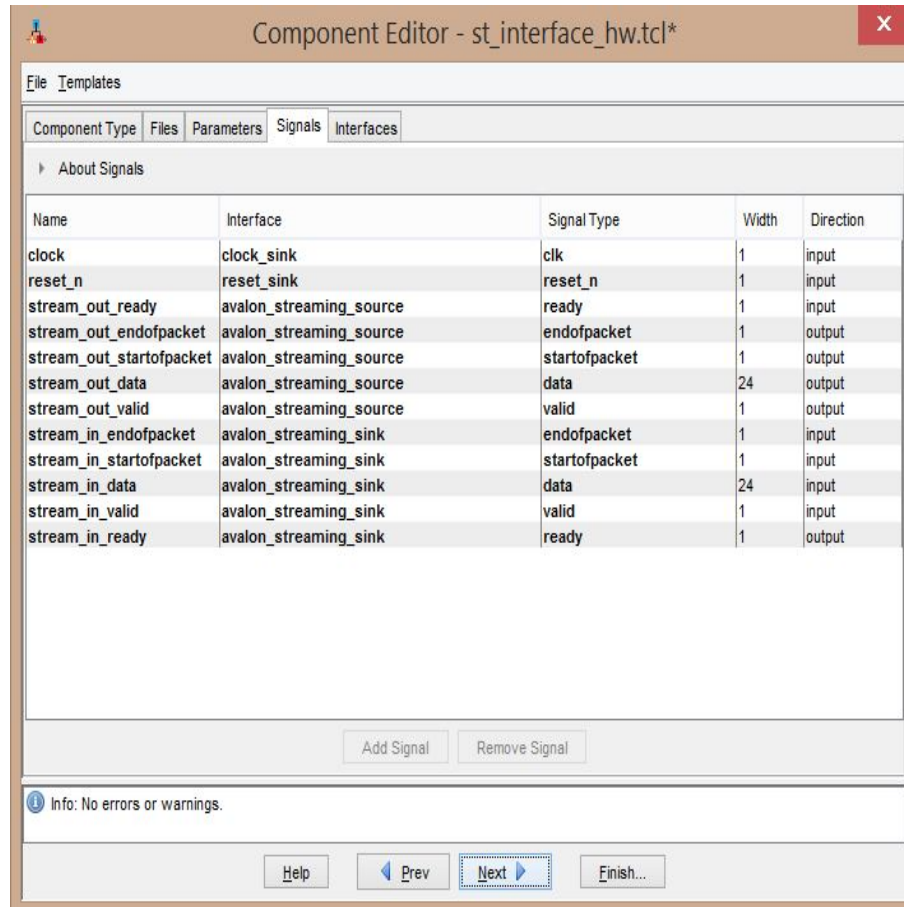 Component Editor - st_interface_hw.tcl*
X
File Templates
Component Type Files Parameters Signals Interfaces
About Signals
Name Interface Signal Type Width Direction
clock clock_sink clk 1 input
reset_n reset_sink reset_n 1 input
stream_out_ready avalon_streaming_source ready 1 input
stream_out_endofpacket avalon_streaming_source endofpacket 1 output
stream_out_startofpacket avalon_streaming_source startofpacket 1 output
stream_out_data avalon_streaming_source data 24 output
stream_out_valid avalon_streaming_source valid 1 output
stream_in_endofpacket avalon_streaming_sink endofpacket 1 input
stream_in_startofpacket avalon_streaming_sink startofpacket 1 input
stream_in_data avalon_streaming_sink data 24 input
stream_in_valid avalon_streaming_sink valid 1 input
stream_in_ready avalon_streaming_sink ready 1 output
Add Signal Remove Signal
Info: No errors or warnings.
Help Prev Next Finish...